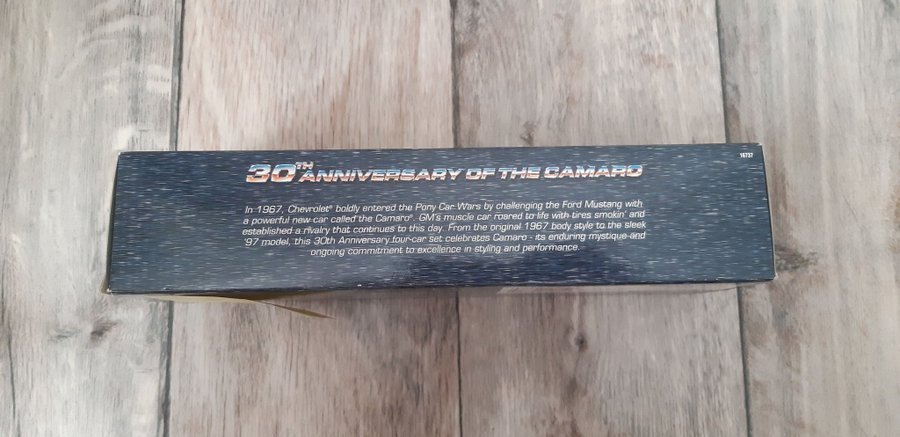 30TH ANNIVERSARY OF THE CAMARO
16737
In 1967, Chevrolet® boldly entered the Pony Car Wars by challenging the Ford Mustang with
a powerful new car called the Camaro®. GM's muscle car roared to life with tires smokin' and
established a rivalry that continues to this day. From the original 1967 body style to the sleek
'97 model, this 30th Anniversary four-car set celebrates Camaro - its enduring mystique and
ongoing commitment to excellence in styling and performance.